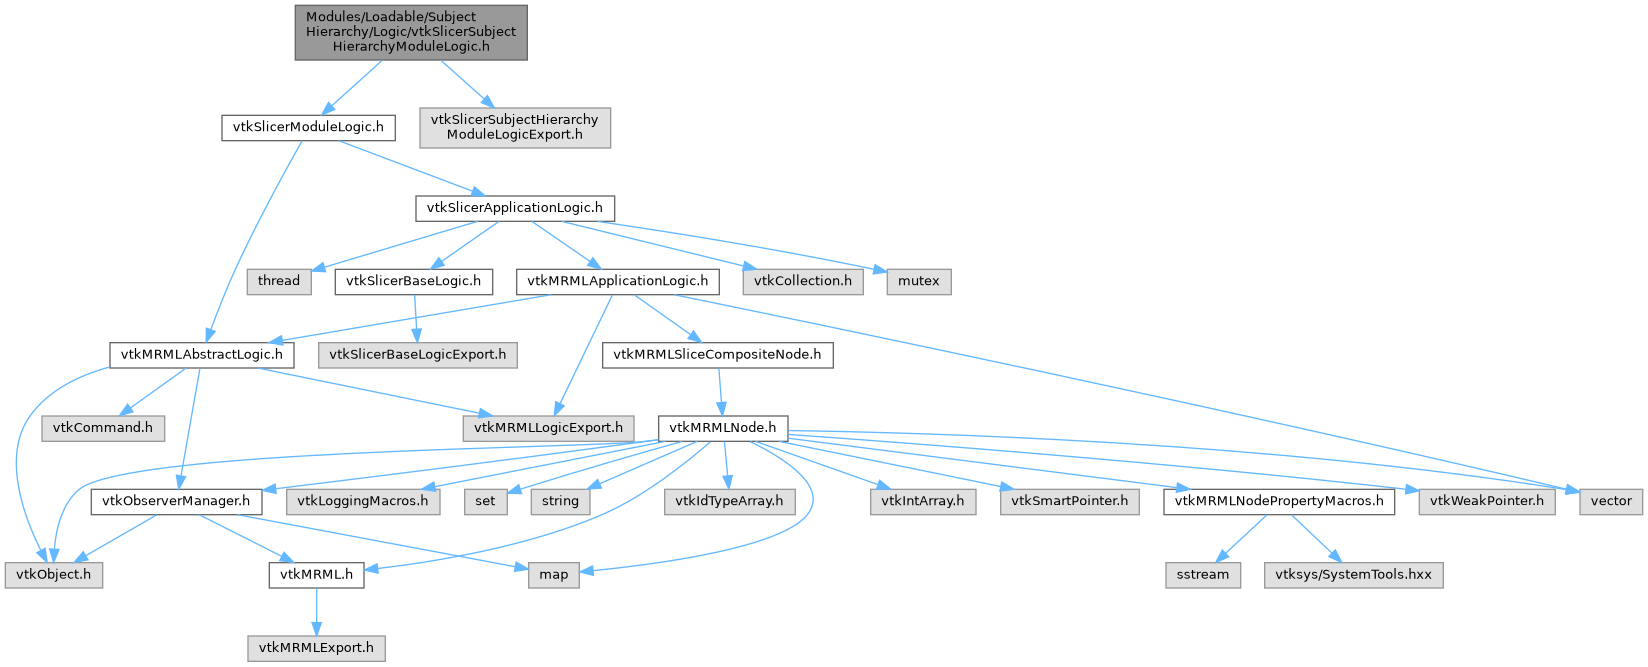 Modules/Loadable/Subject
Hierarchy/Logic/vtkSlicerSubject
HierarchyModuleLogic.h
vtkSlicerModuleLogic.h
vtkSlicerSubjectHierarchy
ModuleLogicExport.h
vtkSlicerApplicationLogic.h
thread
vtkSlicerBaseLogic.h
vtkMRMLApplicationLogic.h
vtkCollection.h
mutex
vtkMRMLAbstractLogic.h
vtkSlicerBaseLogicExport.h
vtkMRMLSliceCompositeNode.h
vtkCommand.h
vtkMRMLLogicExport.h
vtkMRMLNode.h
vtkObserverManager.h
vtkLoggingMacros.h
set
string
vtkIdTypeArray.h
vtkIntArray.h
vtkSmartPointer.h
vtkMRMLNodePropertyMacros.h
vtkWeakPointer.h
vector
vtkObject.h
vtkMRML.h
map
sstream
vtksys/SystemTools.hxx
vtkMRMLExport.h